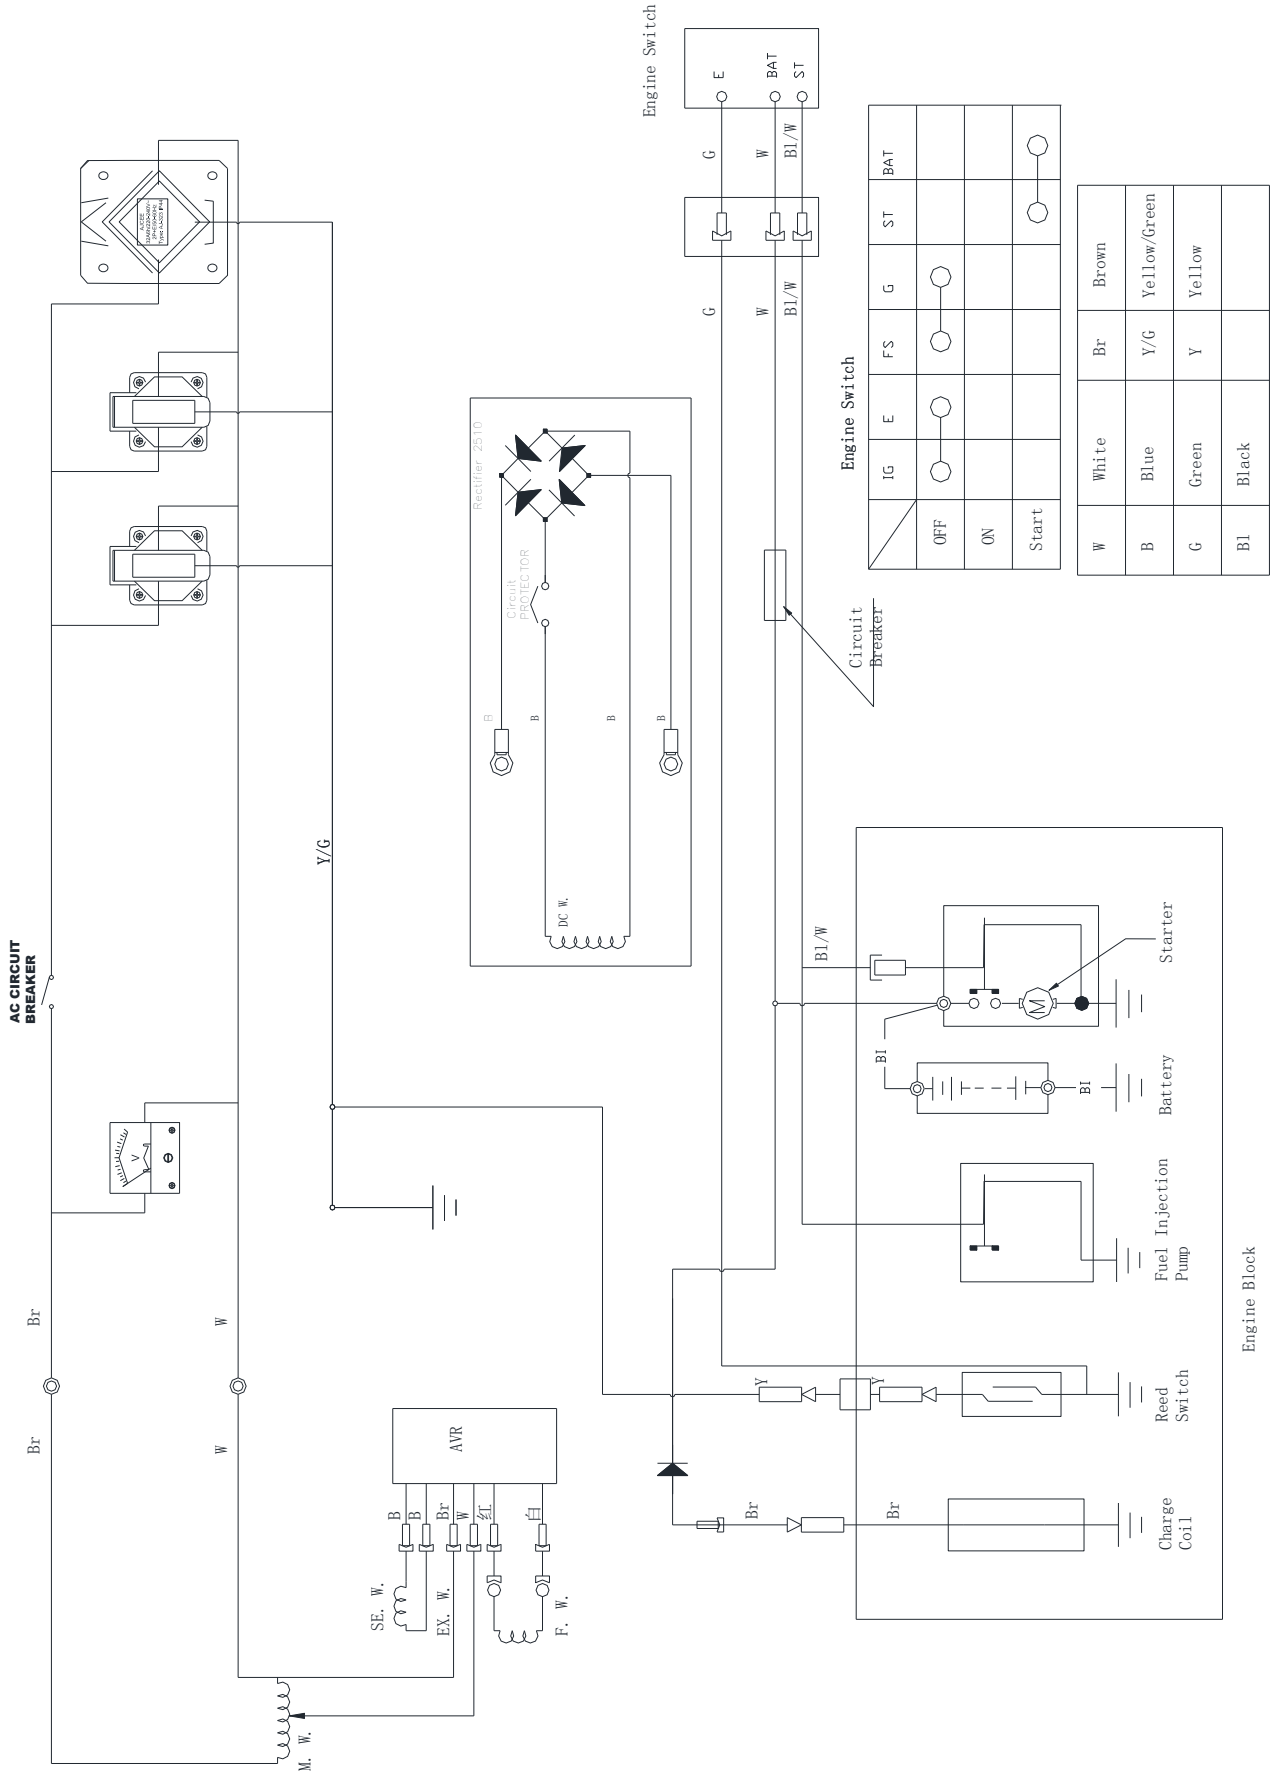 AC CIRCUIT
BREAKER
Br
Br
W
W
V
Y/G
M. W.
SE. W.
EX. W.
F. W.
B
B
Br
W
红
白
AVR
Rectifier 2510
Circuit
PROTECTOR
B
B
B
B
DC W.
Engine Switch
E
BAT
ST
G
W
Bl/W
G
W
Bl/W
Circuit
Breaker
Bl/W
Y
Y
Br
Br
BI
BI
M
Charge
Coil
Reed
Switch
Fuel Injection
Pump
Battery
Starter
Engine Block
Engine Switch
IG E FS G ST BAT
OFF
ON
Start
W White Br Brown
B Blue Y/G Yellow/Green
G Green Y Yellow
Bl Black